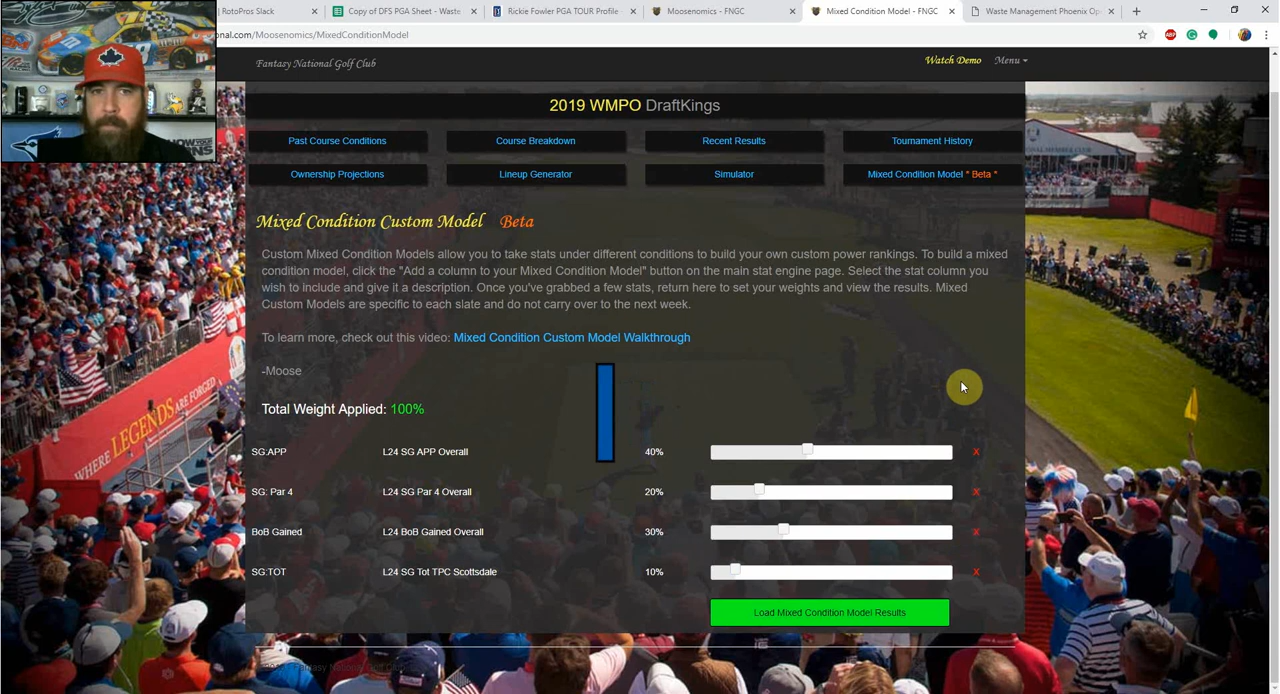 | RotoPros Slack
Copy of DFS PGA Sheet - Waste
Rickie Fowler PGA TOUR Profile
Moosenomics - FNGC
Mixed Condition Model - FNGC
Waste Management Phoenix Op
onal.com/Moosenomics/MixedConditionModel
ABP
Fantasy National Golf Club
Watch Demo
Menu
2019 WMPO DraftKings
Past Course Conditions
Course Breakdown
Recent Results
Tournament History
Ownership Projections
Lineup Generator
Simulator
Mixed Condition Model * Beta *
Mixed Condition Custom Model Beta
Custom Mixed Condition Models allow you to take stats under different conditions to build your own custom power rankings. To build a mixed
condition model, click the "Add a column to your Mixed Condition Model" button on the main stat engine page. Select the stat column you
wish to include and give it a description. Once you've grabbed a few stats, return here to set your weights and view the results. Mixed
Custom Models are specific to each slate and do not carry over to the next week.
To learn more, check out this video: Mixed Condition Custom Model Walkthrough
-Moose
Total Weight Applied: 100%
SG:APP L24 SG APP Overall 40% X
SG: Par 4 L24 SG Par 4 Overall 20% X
BoB Gained L24 BoB Gained Overall 30% X
SG:TOT L24 SG Tot TPC Scottsdale 10% X
Load Mixed Condition Model Results
Fantasy National Golf Club
WHERE LEGENDS ARE FORGED